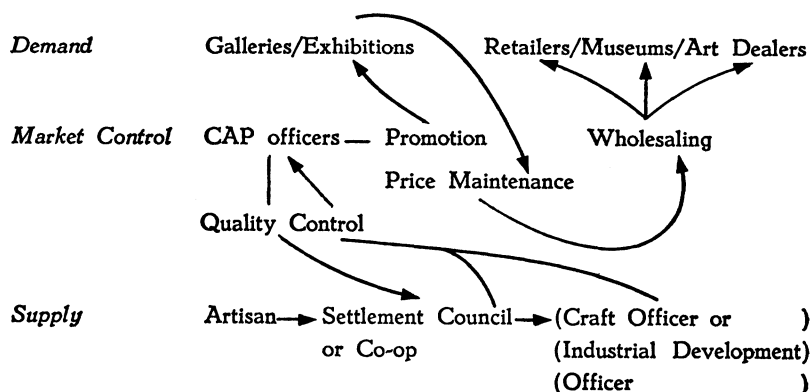 Demand Galleries/Exhibitions Retailers/Museums/Art Dealers
Market Control CAP officers — Promotion Wholesaling
Price Maintenance
Quality Control
Supply Artisan Settlement Council (Craft Officer or )
or Co-op (Industrial Development)
(Officer )